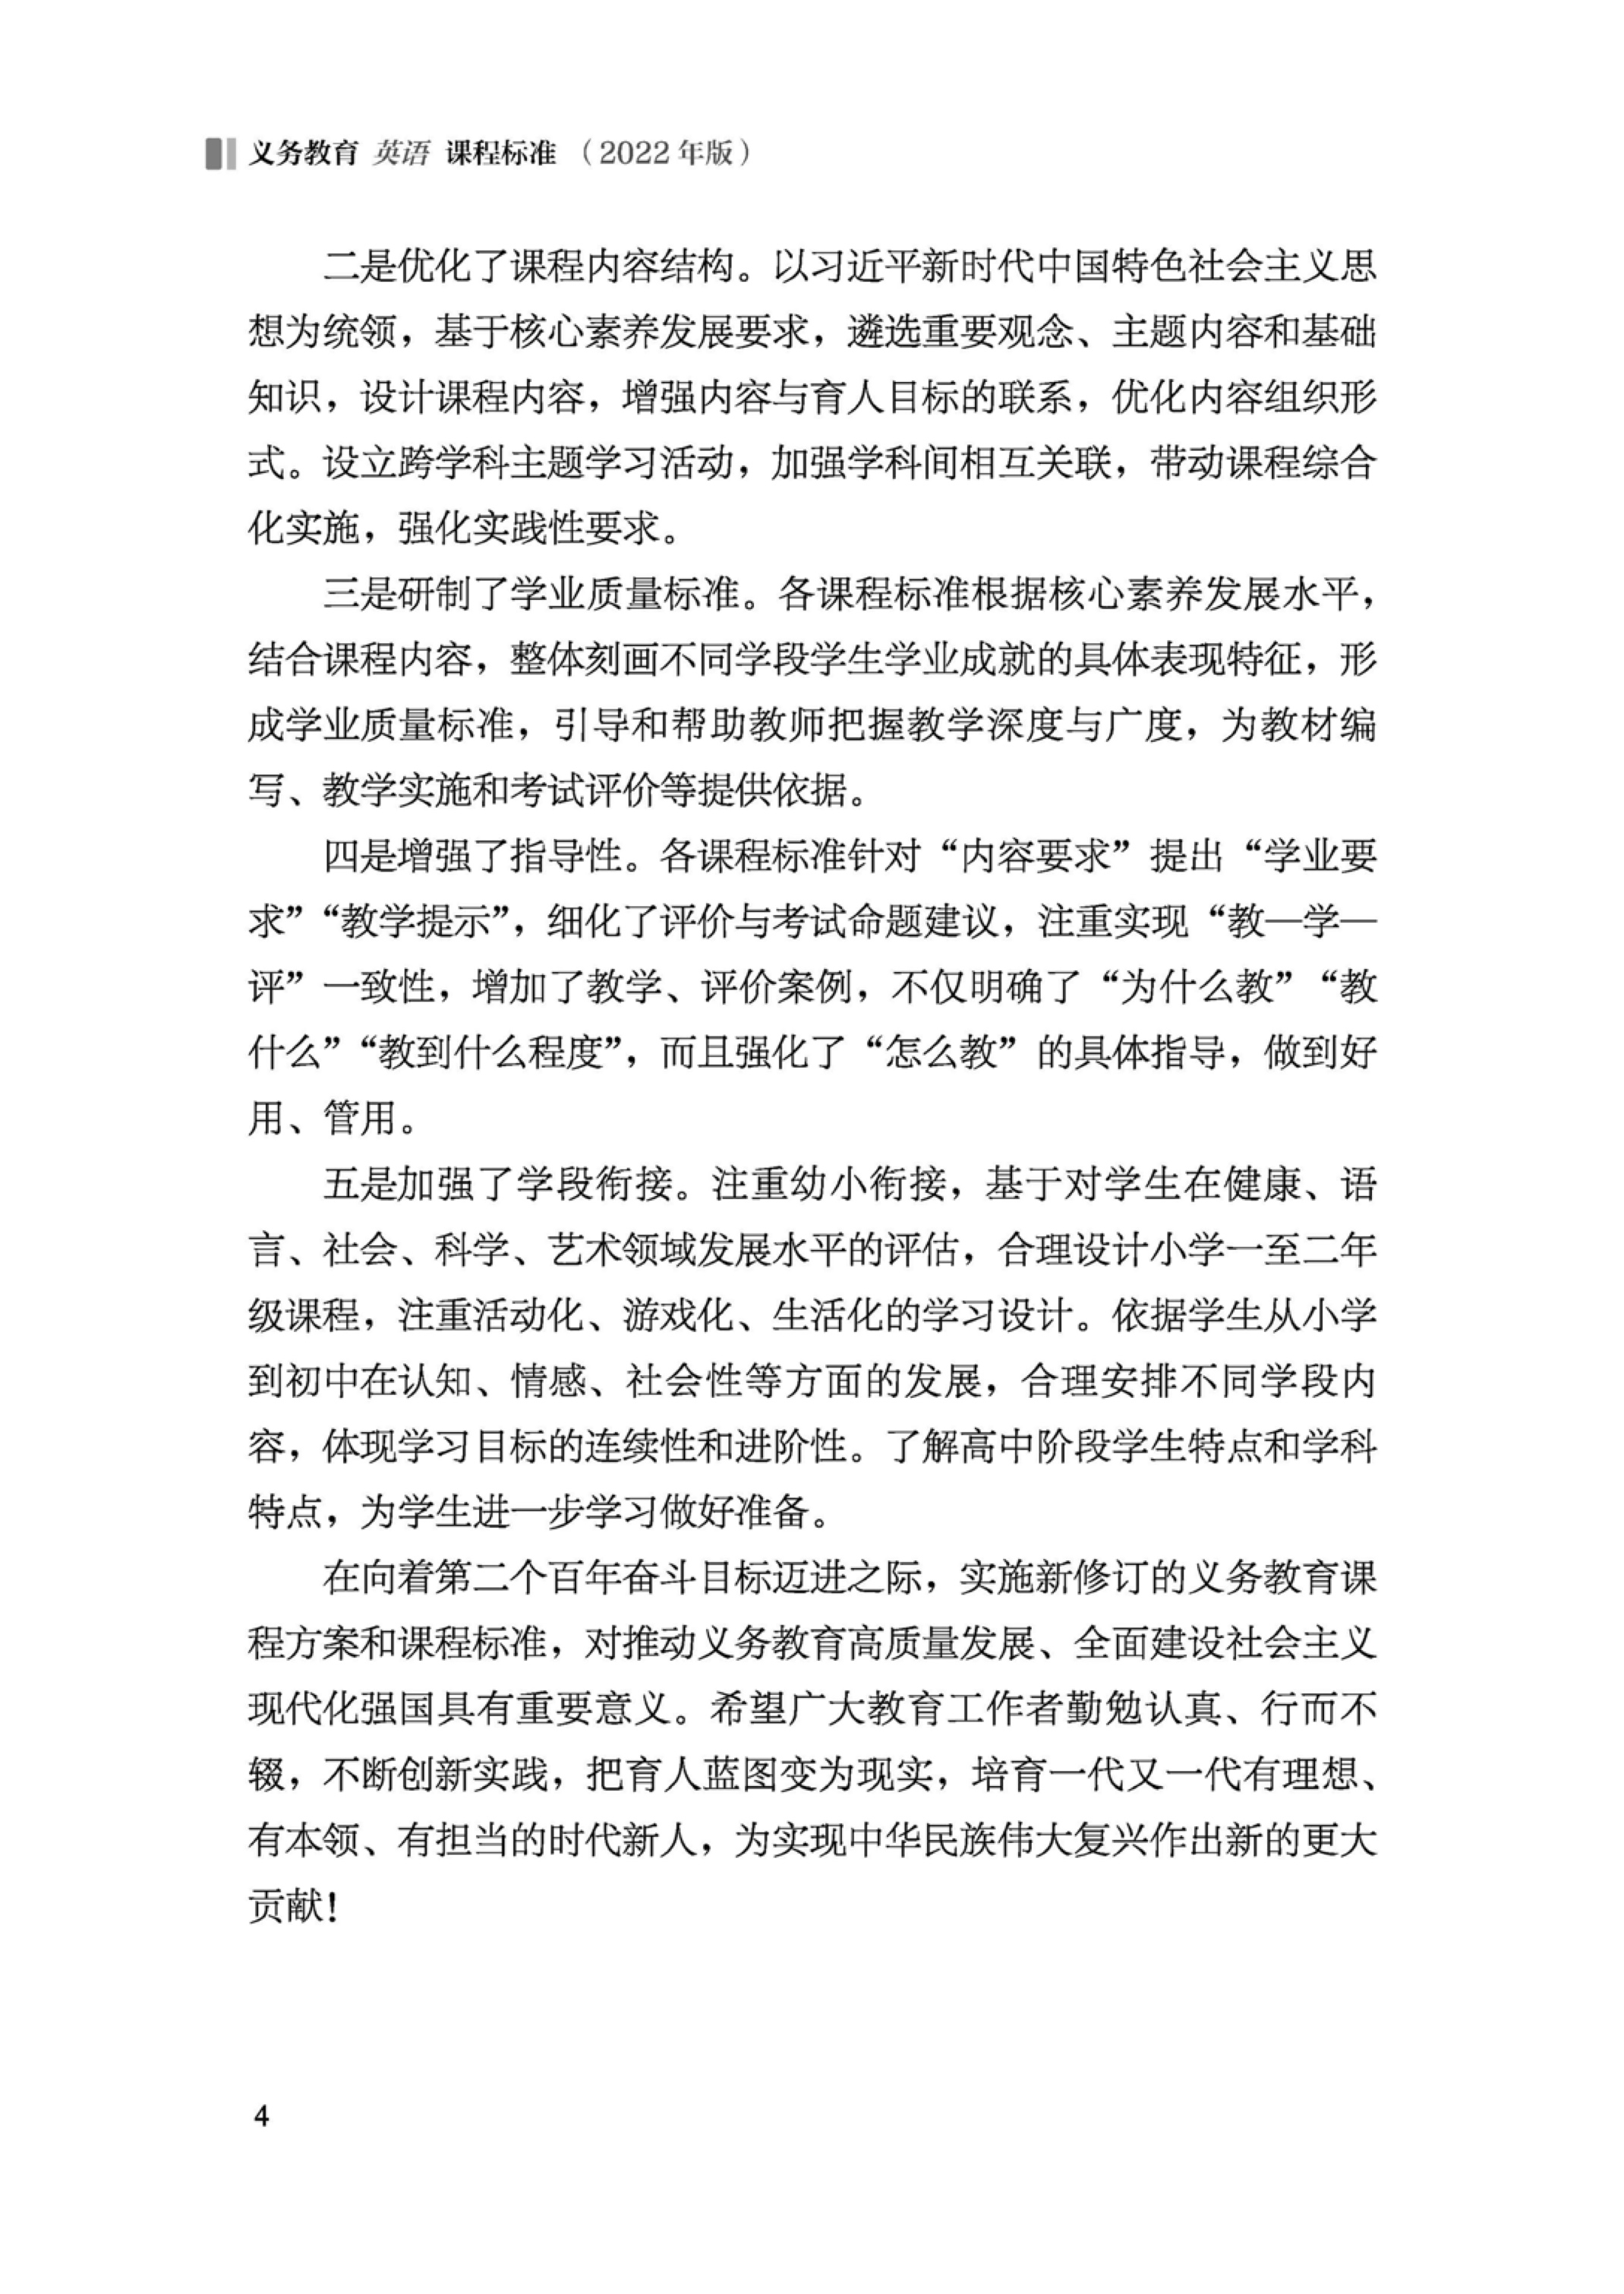 义务教育 英语 课程标准（2022 年版）
二是优化了课程内容结构。以习近平新时代中国特色社会主义思
想为统领，基于核心素养发展要求，遴选重要观念、主题内容和基础
知识，设计课程内容，增强内容与育人目标的联系，优化内容组织形
式。设立跨学科主题学习活动，加强学科间相互关联，带动课程综合
化实施，强化实践性要求。
三是研制了学业质量标准。各课程标准根据核心素养发展水平，
结合课程内容，整体刻画不同学段学生学业成就的具体表现特征，形
成学业质量标准，引导和帮助教师把握教学深度与广度，为教材编
写、教学实施和考试评价等提供依据。
四是增强了指导性。各课程标准针对“内容要求”提出“学业要
求”“教学提示”，细化了评价与考试命题建议，注重实现“教—学—
评”一致性，增加了教学、评价案例，不仅明确了“为什么教”“教
什么”“教到什么程度”，而且强化了“怎么教”的具体指导，做到好
用、管用。
五是加强了学段衔接。注重幼小衔接，基于对学生在健康、语
言、社会、科学、艺术领域发展水平的评估，合理设计小学一至二年
级课程，注重活动化、游戏化、生活化的学习设计。依据学生从小学
到初中在认知、情感、社会性等方面的发展，合理安排不同学段内
容，体现学习目标的连续性和进阶性。了解高中阶段学生特点和学科
特点，为学生进一步学习做好准备。
在向着第二个百年奋斗目标迈进之际，实施新修订的义务教育课
程方案和课程标准，对推动义务教育高质量发展、全面建设社会主义
现代化强国具有重要意义。希望广大教育工作者勤勉认真、行而不
辍，不断创新实践，把育人蓝图变为现实，培育一代又一代有理想、
有本领、有担当的时代新人，为实现中华民族伟大复兴作出新的更大
贡献！
4